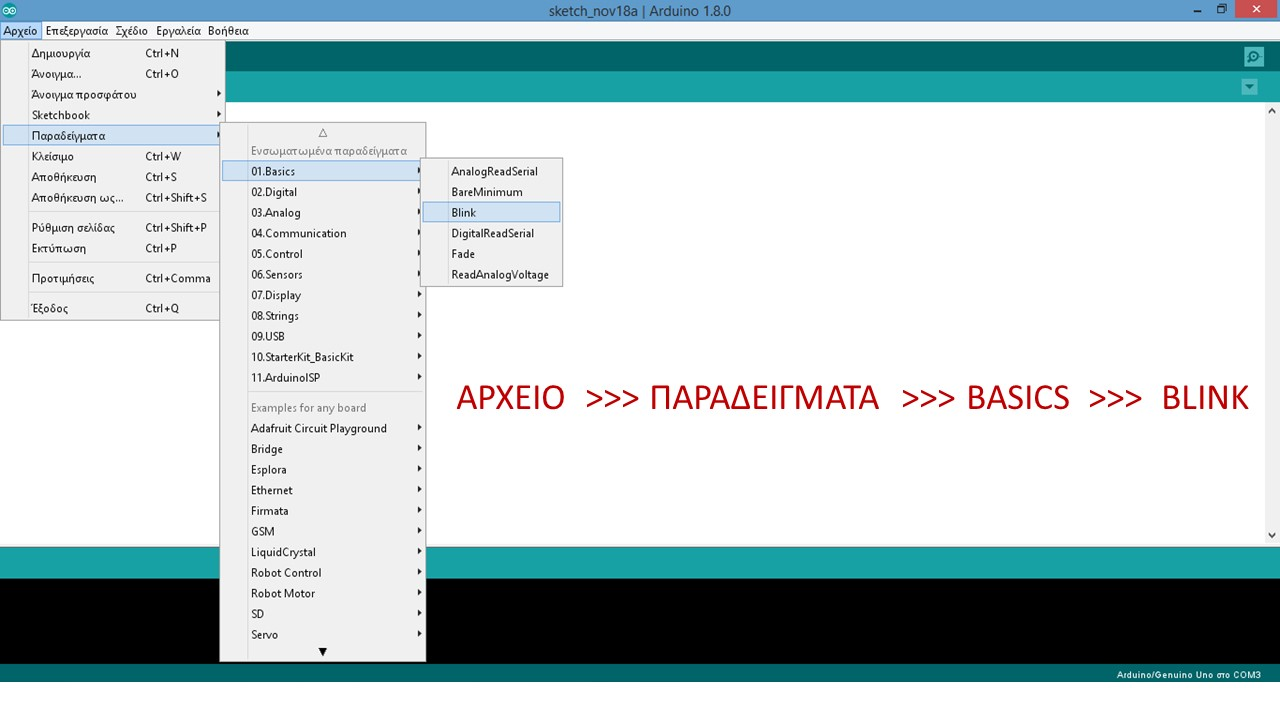 sketch_nov18a | Arduino 1.8.0
Αρχείο Επεξεργασία Σχέδιο Εργαλεία Βοήθεια
Δημιουργία Ctrl+N
Άνοιγμα... Ctrl+O
Άνοιγμα προσφάτου
Sketchbook
Παραδείγματα
Κλείσιμο Ctrl+W
Αποθήκευση Ctrl+S
Αποθήκευση ως... Ctrl+Shift+S
Ρύθμιση σελίδας Ctrl+Shift+P
Εκτύπωση Ctrl+P
Προτιμήσεις Ctrl+Comma
Έξοδος Ctrl+Q
Ενσωματωμένα παραδείγματα
01.Basics
02.Digital
03.Analog
04.Communication
05.Control
06.Sensors
07.Display
08.Strings
09.USB
10.StarterKit_BasicKit
11.ArduinoISP
Examples for any board
Adafruit Circuit Playground
Bridge
Esplora
Ethernet
Firmata
GSM
LiquidCrystal
Robot Control
Robot Motor
SD
Servo
AnalogReadSerial
BareMinimum
Blink
DigitalReadSerial
Fade
ReadAnalogVoltage
ΑΡΧΕΙΟ >>> ΠΑΡΑΔΕΙΓΜΑΤΑ >>> BASICS >>> BLINK
Arduino/Genuino Uno στο COM3